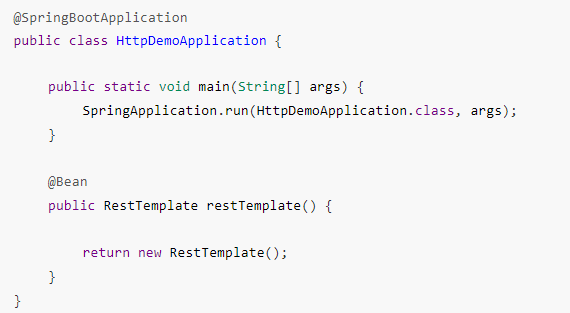 @SpringBootApplication
public class HttpDemoApplication {
public static void main(String[] args) {
SpringApplication.run(HttpDemoApplication.class, args);
}
@Bean
public RestTemplate restTemplate() {
return new RestTemplate();
}
}